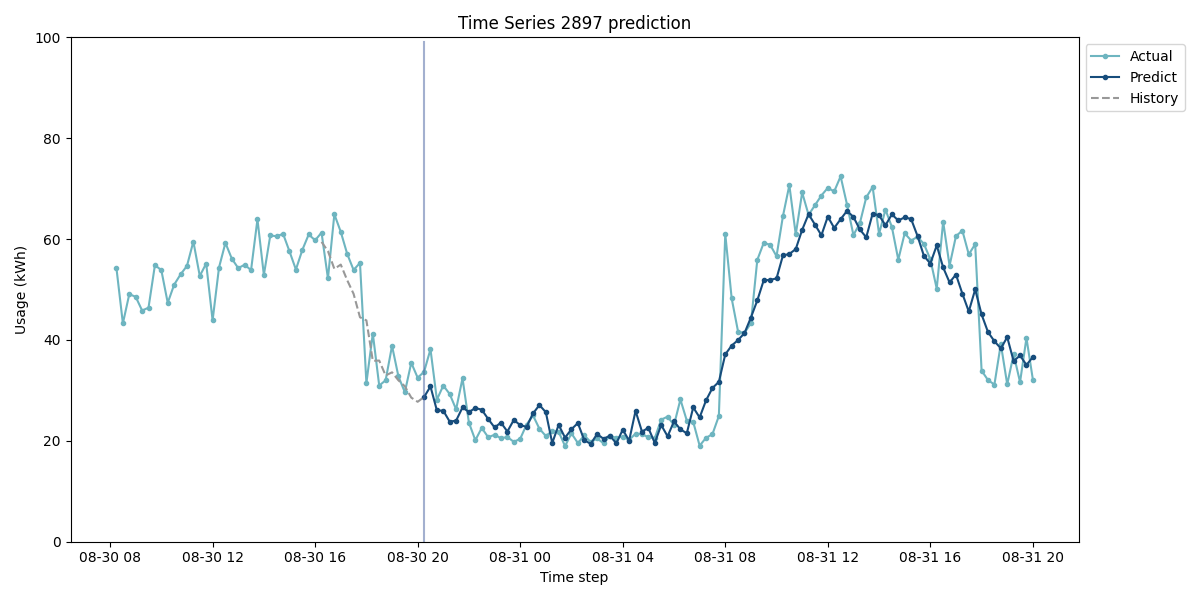 Time Series 2897 prediction
Actual
Predict
History
Usage (kWh)
100
80
60
40
20
0
08-30 08
08-30 12
08-30 16
08-30 20
08-31 00
08-31 04
08-31 08
08-31 12
08-31 16
08-31 20
Time step